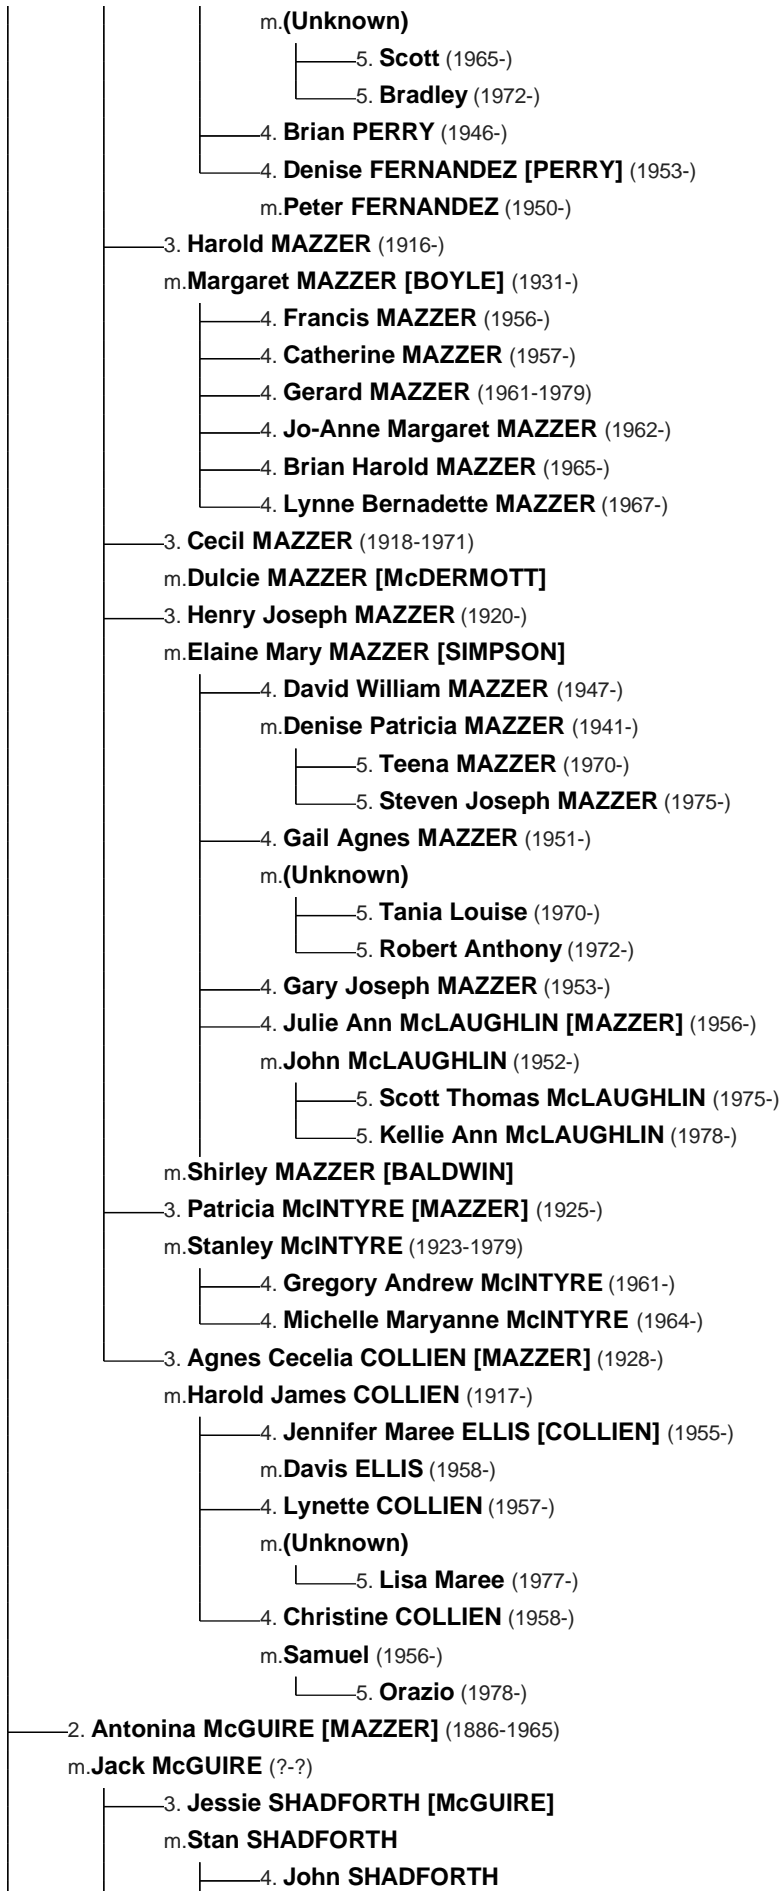 m.(Unknown)
5. Scott (1965-)
5. Bradley (1972-)
4. Brian PERRY (1946-)
4. Denise FERNANDEZ [PERRY] (1953-)
m.Peter FERNANDEZ (1950-)
3. Harold MAZZER (1916-)
m.Margaret MAZZER [BOYLE] (1931-)
4. Francis MAZZER (1956-)
4. Catherine MAZZER (1957-)
4. Gerard MAZZER (1961-1979)
4. Jo-Anne Margaret MAZZER (1962-)
4. Brian Harold MAZZER (1965-)
4. Lynne Bernadette MAZZER (1967-)
3. Cecil MAZZER (1918-1971)
m.Dulcie MAZZER [McDERMOTT]
3. Henry Joseph MAZZER (1920-)
m.Elaine Mary MAZZER [SIMPSON]
4. David William MAZZER (1947-)
m.Denise Patricia MAZZER (1941-)
5. Teena MAZZER (1970-)
5. Steven Joseph MAZZER (1975-)
4. Gail Agnes MAZZER (1951-)
m.(Unknown)
5. Tania Louise (1970-)
5. Robert Anthony (1972-)
4. Gary Joseph MAZZER (1953-)
4. Julie Ann McLAUGHLIN [MAZZER] (1956-)
m.John McLAUGHLIN (1952-)
5. Scott Thomas McLAUGHLIN (1975-)
5. Kellie Ann McLAUGHLIN (1978-)
m.Shirley MAZZER [BALDWIN]
3. Patricia McINTYRE [MAZZER] (1925-)
m.Stanley McINTYRE (1923-1979)
4. Gregory Andrew McINTYRE (1961-)
4. Michelle Maryanne McINTYRE (1964-)
3. Agnes Cecelia COLLIEN [MAZZER] (1928-)
m.Harold James COLLIEN (1917-)
4. Jennifer Maree ELLIS [COLLIEN] (1955-)
m.Davis ELLIS (1958-)
4. Lynette COLLIEN (1957-)
m.(Unknown)
5. Lisa Maree (1977-)
4. Christine COLLIEN (1958-)
m.Samuel (1956-)
5. Orazio (1978-)
2. Antonina McGUIRE [MAZZER] (1886-1965)
m.Jack McGUIRE (?-?)
3. Jessie SHADFORTH [McGUIRE]
m.Stan SHADFORTH
4. John SHADFORTH